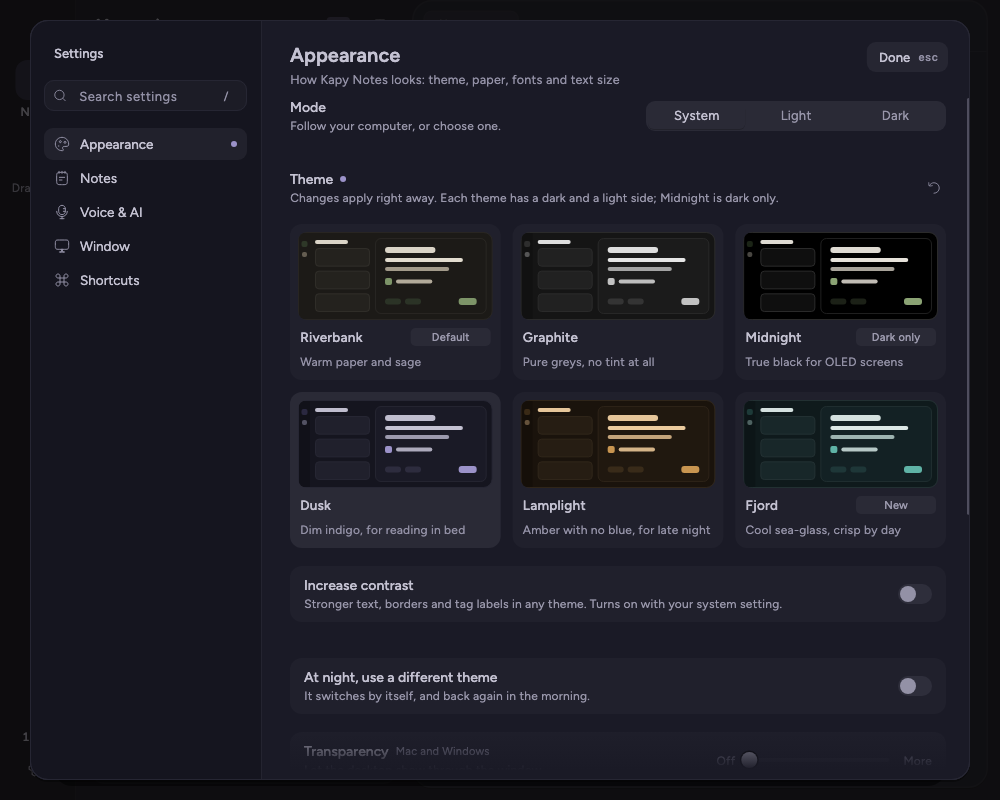 Settings
Search settings /
Appearance
Notes
Voice & AI
Window
Shortcuts
Appearance
How Kapy Notes looks: theme, paper, fonts and text size
Done esc
Mode
Follow your computer, or choose one.
System Light Dark
Theme
Changes apply right away. Each theme has a dark and a light side; Midnight is dark only.
Riverbank Default
Warm paper and sage
Graphite
Pure greys, no tint at all
Midnight Dark only
True black for OLED screens
Dusk
Dim indigo, for reading in bed
Lamplight
Amber with no blue, for late night
Fjord New
Cool sea-glass, crisp by day
Increase contrast
Stronger text, borders and tag labels in any theme. Turns on with your system setting.
At night, use a different theme
It switches by itself, and back again in the morning.
Transparency Mac and Windows
Off More